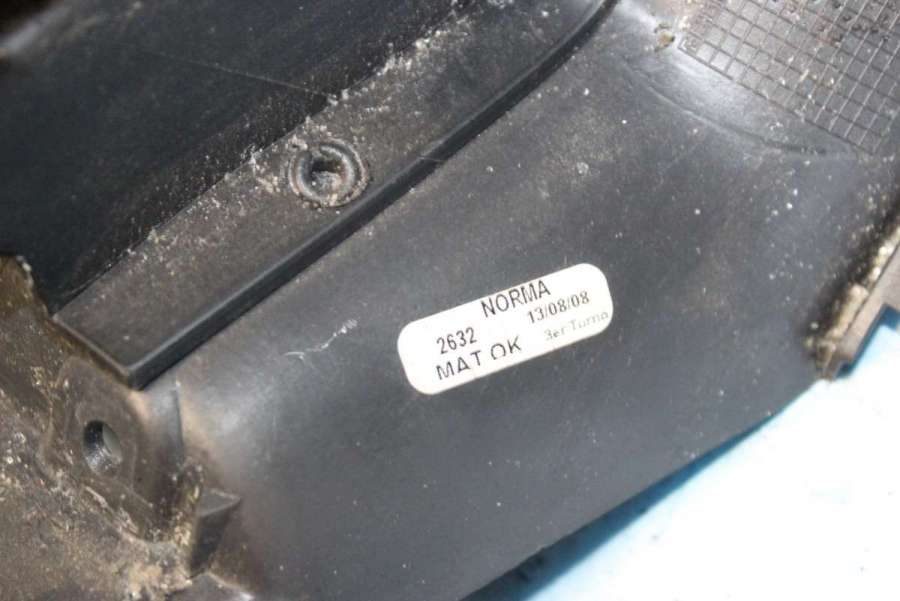 NORMA
2632 13/08/08
MAT OK 3er Turno